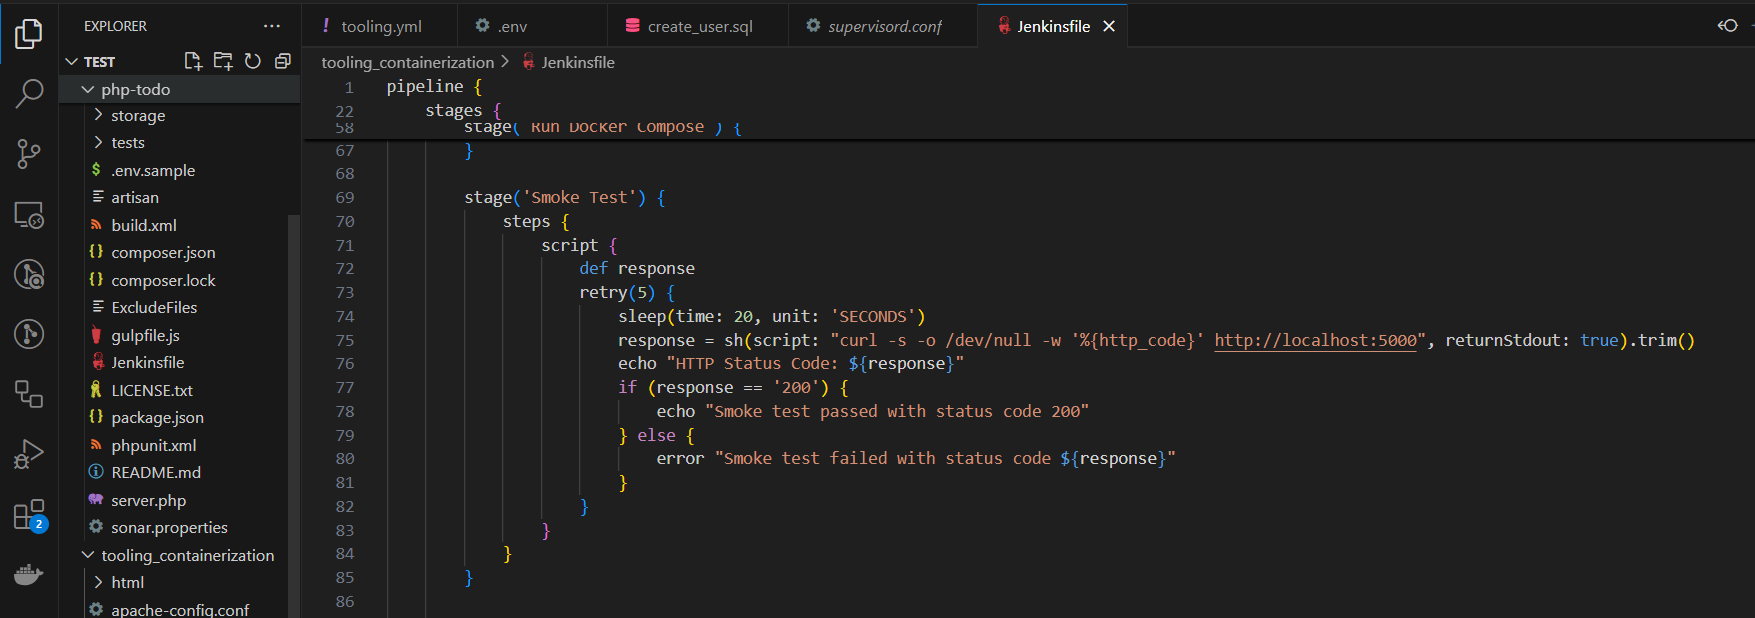 EXPLORER
TEST
php-todo
storage
tests
.env.sample
artisan
build.xml
composer.json
composer.lock
ExcludeFiles
gulpfile.js
Jenkinsfile
LICENSE.txt
package.json
phpunit.xml
README.md
server.php
sonar.properties
tooling_containerization
html
apache-config.conf
2
tooling.yml
.env
create_user.sql
supervisord.conf
Jenkinsfile
tooling_containerization > Jenkinsfile
1 pipeline {
22 stages {
58 stage('Run Docker Compose') {
67 }
68
69 stage('Smoke Test') {
70 steps {
71 script {
72 def response
73 retry(5) {
74 sleep(time: 20, unit: 'SECONDS')
75 response = sh(script: "curl -s -o /dev/null -w '%{http_code}' http://localhost:5000", returnStdout: true).trim()
76 echo "HTTP Status Code: ${response}"
77 if (response == '200') {
78 echo "Smoke test passed with status code 200"
79 } else {
80 error "Smoke test failed with status code ${response}"
81 }
82 }
83 }
84 }
85 }
86